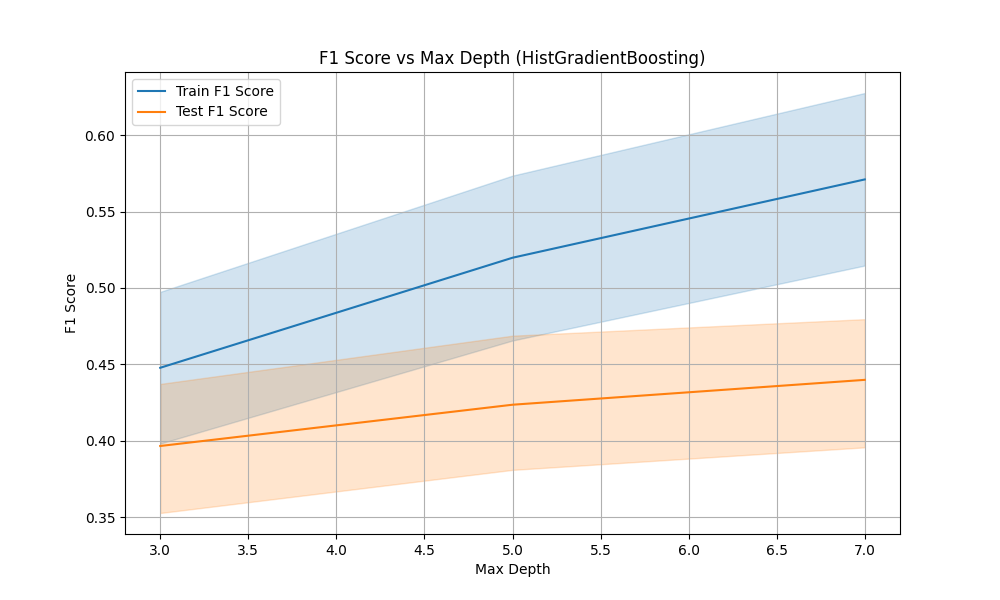 F1 Score vs Max Depth (HistGradientBoosting)
Train F1 Score
Test F1 Score
F1 Score
0.60
0.55
0.50
0.45
0.40
0.35
3.0 3.5 4.0 4.5 5.0 5.5 6.0 6.5 7.0
Max Depth